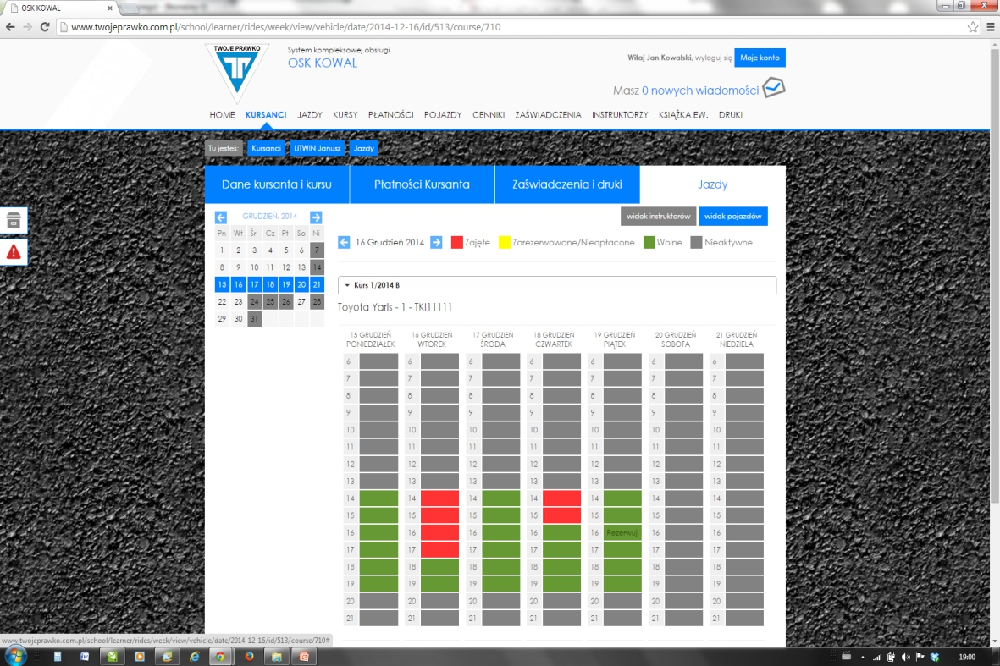 OSK KOWAL
www.twojeprawko.com.pl/school/learner/rides/week/view/vehicle/date/2014-12-16/id/513/course/710
TWOJE PRAWKO
System kompleksowej obsługi
OSK KOWAL
Witaj Jan Kowalski, wyloguj się Moje konto
Masz 0 nowych wiadomości
HOME KURSANCI JAZDY KURSY PŁATNOŚCI POJAZDY CENNIKI ZAŚWIADCZENIA INSTRUKTORZY KSIĄŻKA EW. DRUKI
Tu jesteś: Kursanci LITWIN Janusz Jazdy
Dane kursanta i kursu Płatności Kursanta Zaświadczenia i druki Jazdy
widok instruktorów widok pojazdów
GRUDZIEŃ, 2014
Pn Wt Śr Cz Pt So Ni
1 2 3 4 5 6 7
8 9 10 11 12 13 14
15 16 17 18 19 20 21
22 23 24 25 26 27 28
29 30 31
16 Grudzień 2014 Zajęte Zarezerwowane/Nieopłacone Wolne Nieaktywne
Kurs 1/2014 B
Toyota Yaris - 1 - TKI11111
15 GRUDZIEŃ 16 GRUDZIEŃ 17 GRUDZIEŃ 18 GRUDZIEŃ 19 GRUDZIEŃ 20 GRUDZIEŃ 21 GRUDZIEŃ
PONIEDZIAŁEK WTOREK ŚRODA CZWARTEK PIĄTEK SOBOTA NIEDZIELA
6 6 6 6 6 6 6
7 7 7 7 7 7 7
8 8 8 8 8 8 8
9 9 9 9 9 9 9
10 10 10 10 10 10 10
11 11 11 11 11 11 11
12 12 12 12 12 12 12
13 13 13 13 13 13 13
14 14 14 14 14 14 14
15 15 15 15 15 15 15
16 16 16 16 16 Rezerwuj 16 16
17 17 17 17 17 17 17
18 18 18 18 18 18 18
19 19 19 19 19 19 19
20 20 20 20 20 20 20
21 21 21 21 21 21 21
www.twojeprawko.com.pl/school/learner/rides/week/view/vehicle/date/2014-12-16/id/513/course/710#
19:00